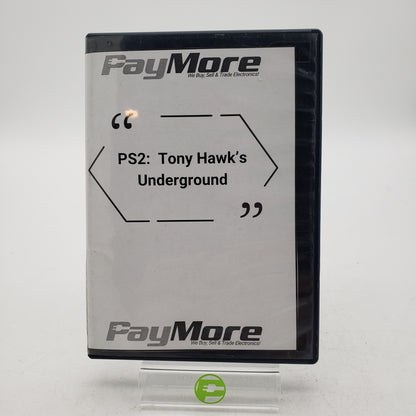 PayMore
We Buy, Sell & Trade Electronics!
“
PS2: Tony Hawk’s
Underground
”
PayMore
We Buy, Sell & Trade Electronics!